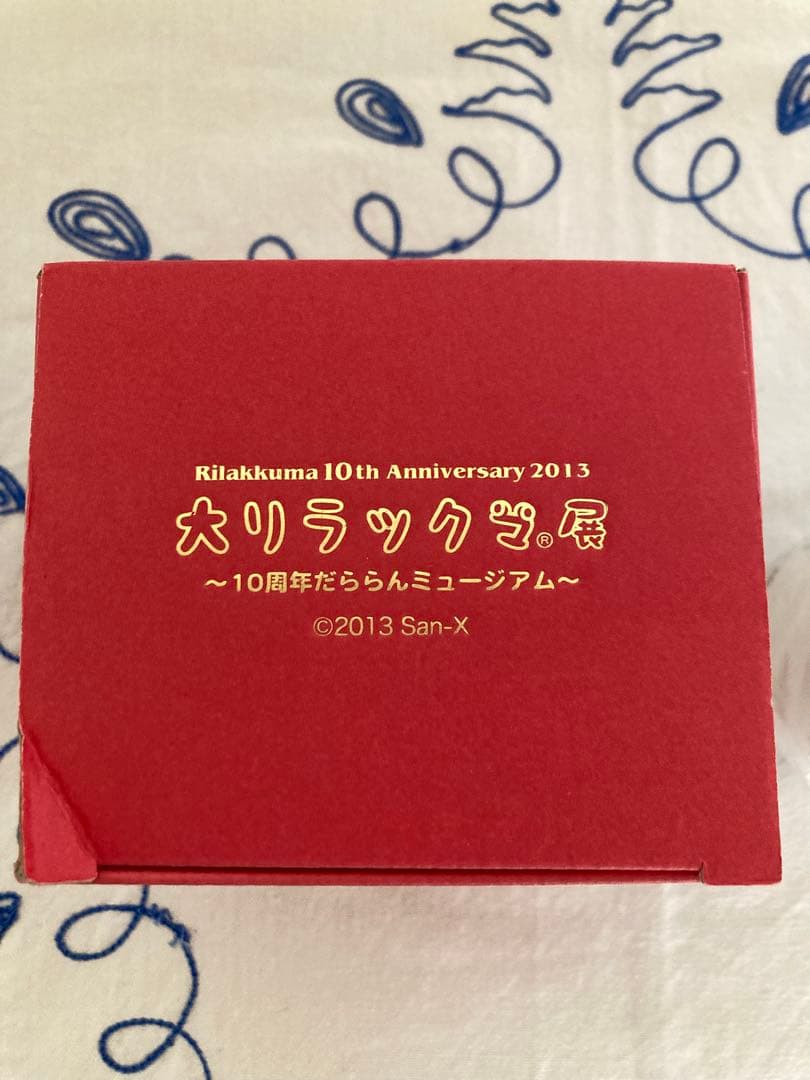 Rilakkuma 10th Anniversary 2013
大リラックマ®展
～10周年だららんミュージアム～
©2013 San-X